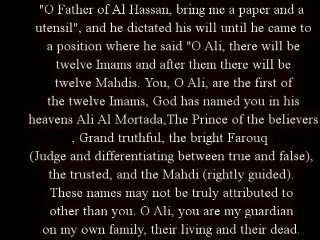 "O Father of Al Hassan, bring me a paper and a
utensil", and he dictated his will until he came to
a position where he said "O Ali, there will be
twelve Imams and after them there will be
twelve Mahdis. You, O Ali, are the first of
the twelve Imams, God has named you in his
heavens Ali Al Mortada,The Prince of the believers
, Grand truthful, the bright Farouq
(Judge and differentiating between true and false),
the trusted, and the Mahdi (rightly guided).
These names may not be truly attributed to
other than you. O Ali, you are my guardian
on my own family, their living and their dead.